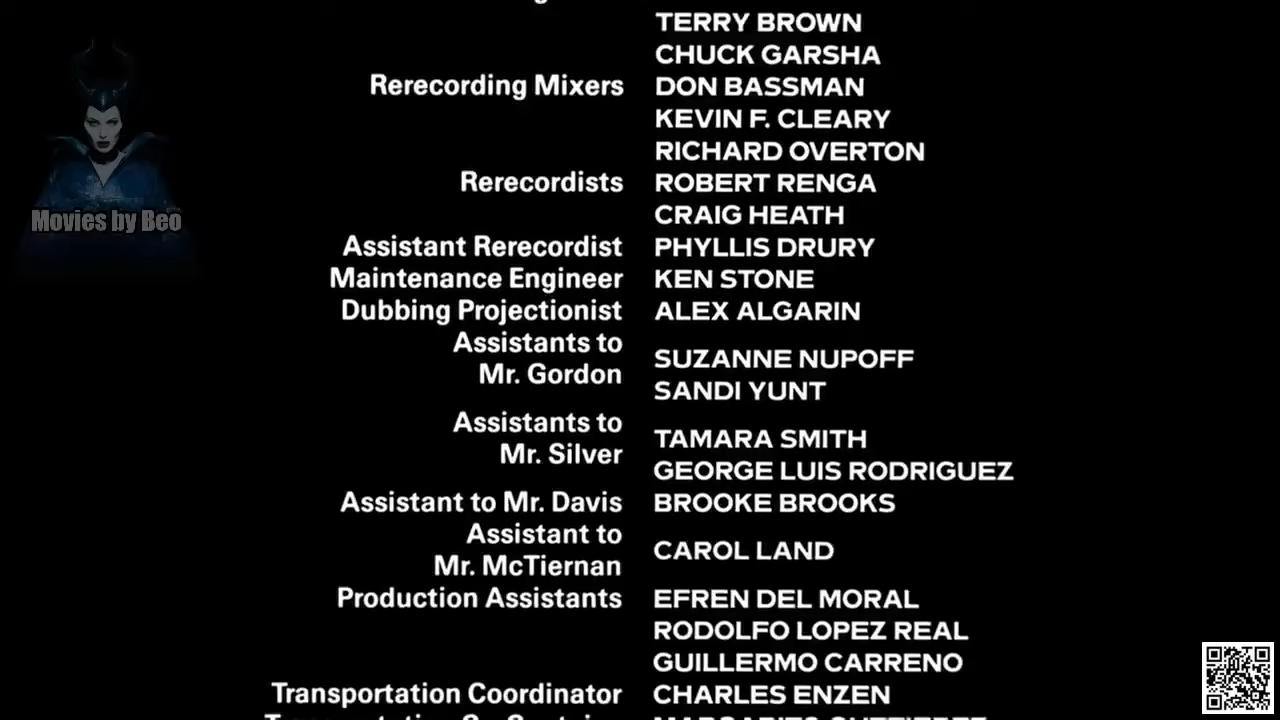 TERRY BROWN
CHUCK GARSHA
Rerecording Mixers DON BASSMAN
KEVIN F. CLEARY
RICHARD OVERTON
Rerecordists ROBERT RENGA
CRAIG HEATH
Assistant Rerecordist PHYLLIS DRURY
Maintenance Engineer KEN STONE
Dubbing Projectionist ALEX ALGARIN
Assistants to
Mr. Gordon
SUZANNE NUPOFF
SANDI YUNT
Assistants to
Mr. Silver
TAMARA SMITH
GEORGE LUIS RODRIGUEZ
Assistant to Mr. Davis BROOKE BROOKS
Assistant to
Mr. McTiernan
CAROL LAND
Production Assistants EFREN DEL MORAL
RODOLFO LOPEZ REAL
GUILLERMO CARRENO
Transportation Coordinator CHARLES ENZEN
Movies by Beo